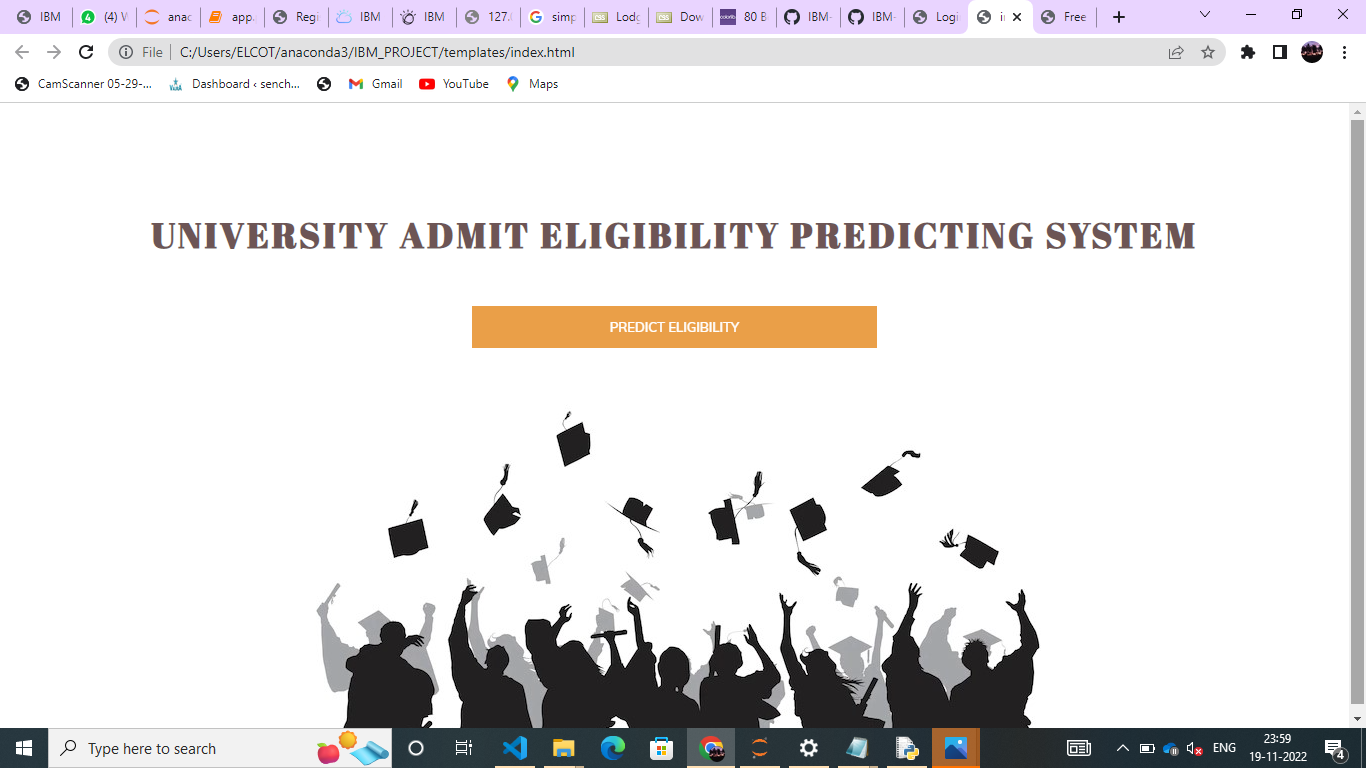 IBM
(4) W
anac
app.
Regi
IBM
IBM
127.
simp
Lodg
Dow
80 B
IBM-
IBM-
Logi
Free
File
C:/Users/ELCOT/anaconda3/IBM_PROJECT/templates/index.html
CamScanner 05-29-...
Dashboard ‹ sench...
Gmail
YouTube
Maps
UNIVERSITY ADMIT ELIGIBILITY PREDICTING SYSTEM
PREDICT ELIGIBILITY
Type here to search
ENG
23:59
19-11-2022
4